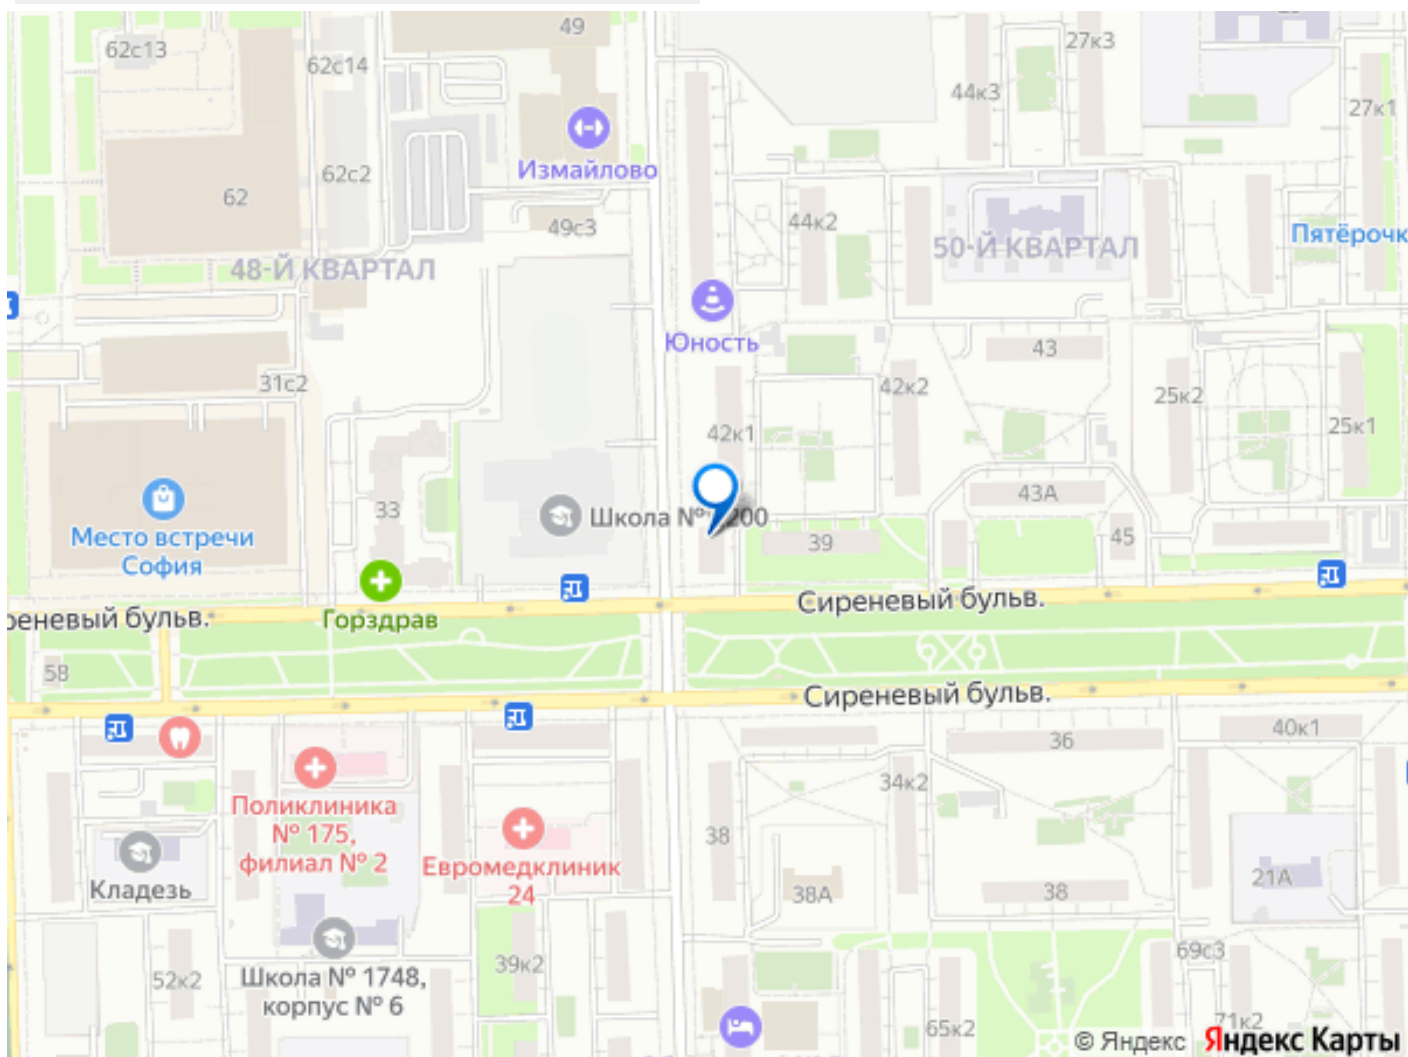 49
62с13
62с14
27к3
44к3
27к1
62с2
Измайлово
62
49с3
44к2
50-Й КВАРТАЛ
Пятёрочк
48-Й КВАРТАЛ
Юность
43
31с2
42к2
25к2
42к1
25к1
43А
33
Школа №
200
Место встречи
София
39
45
Горздрав
Сиреневый бульв.
реневый бульв.
58
Сиреневый бульв.
36
40к1
34к2
Поликлиника
№ 175,
филиал № 2
38
Евромедклиник
24
Кладезь
38А
38
21А
52к2
39к2
69с3
Школа № 1748,
корпус № 6
65к2
71к2
© Яндекс
Яндекс Карты